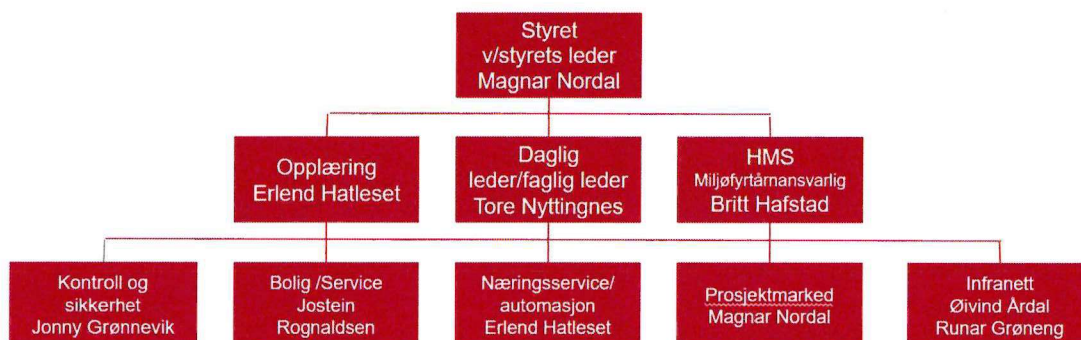 Styret
v/styrets leder
Magnar Nordal
Opplæring
Erlend Hatleset
Daglig
leder/faglig leder
Tore Nyttingnes
HMS
Miljøfyrtårnansvarlig
Britt Hafstad
Kontroll og
sikkerhet
Jonny Grønnevik
Bolig /Service
Jostein
Rognaldsen
Næringsservice/
automasjon
Erlend Hatleset
Prosjektmarked
Magnar Nordal
Infranett
Øivind Årdal
Runar Grøneng